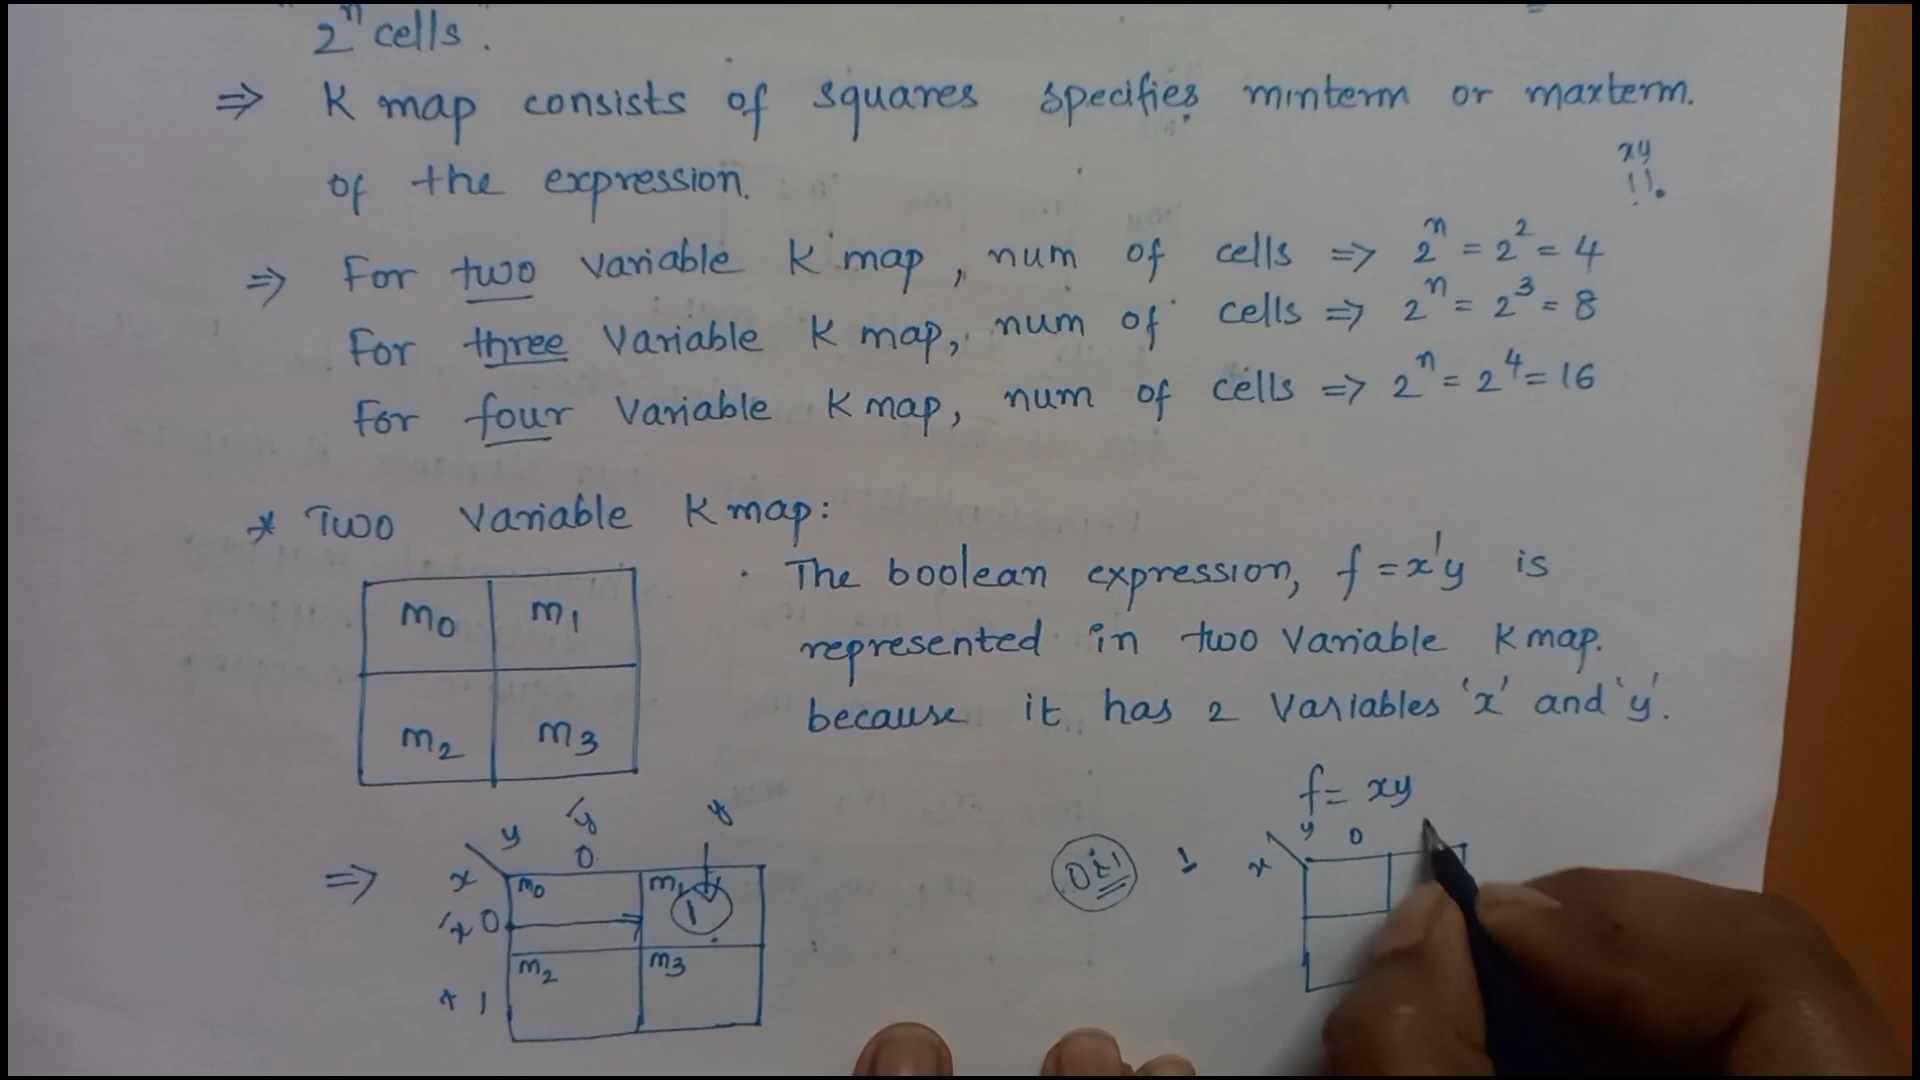 2ⁿ cells.
⇒ K map consists of squares specifies minterm or maxterm.
of the expression.
xy
11.
⇒ For two variable K map, num of cells ⇒ 2ⁿ = 2² = 4
For three variable K map, num of cells ⇒ 2ⁿ = 2³ = 8
For four variable K map, num of cells ⇒ 2ⁿ = 2⁴ = 16
* Two variable K map:
m0 m1
m2 m3
The boolean expression, f = x'y is
represented in two variable K map.
because it has 2 variables 'x' and 'y'.
⇒ x y y' 0 y
x' 0 m0 m1 1
x 1 m2 m3
1
f = xy
x y 0